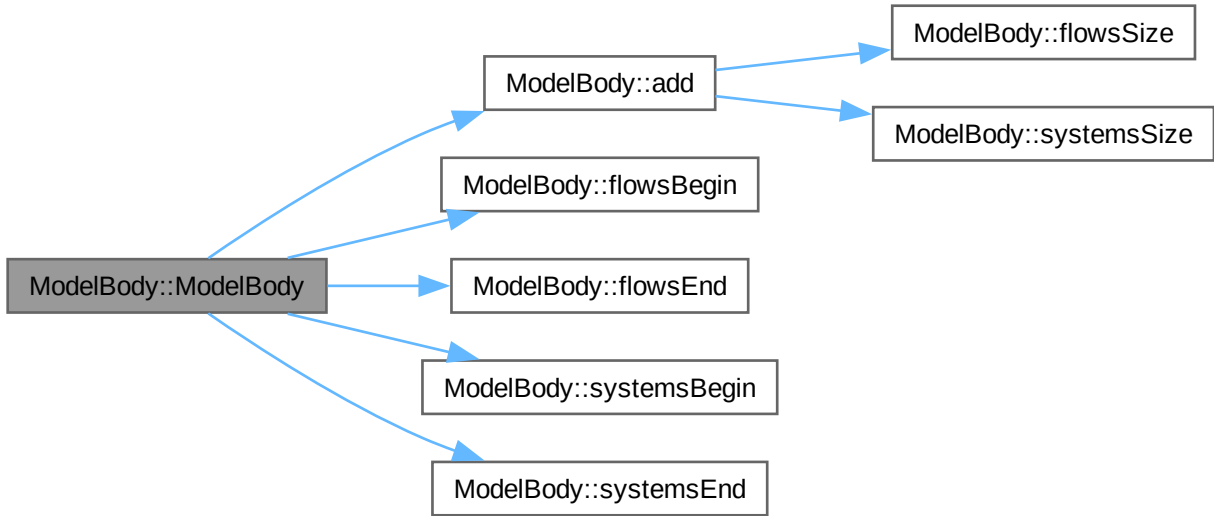 ModelBody::flowsSize
ModelBody::add
ModelBody::systemsSize
ModelBody::flowsBegin
ModelBody::ModelBody
ModelBody::flowsEnd
ModelBody::systemsBegin
ModelBody::systemsEnd